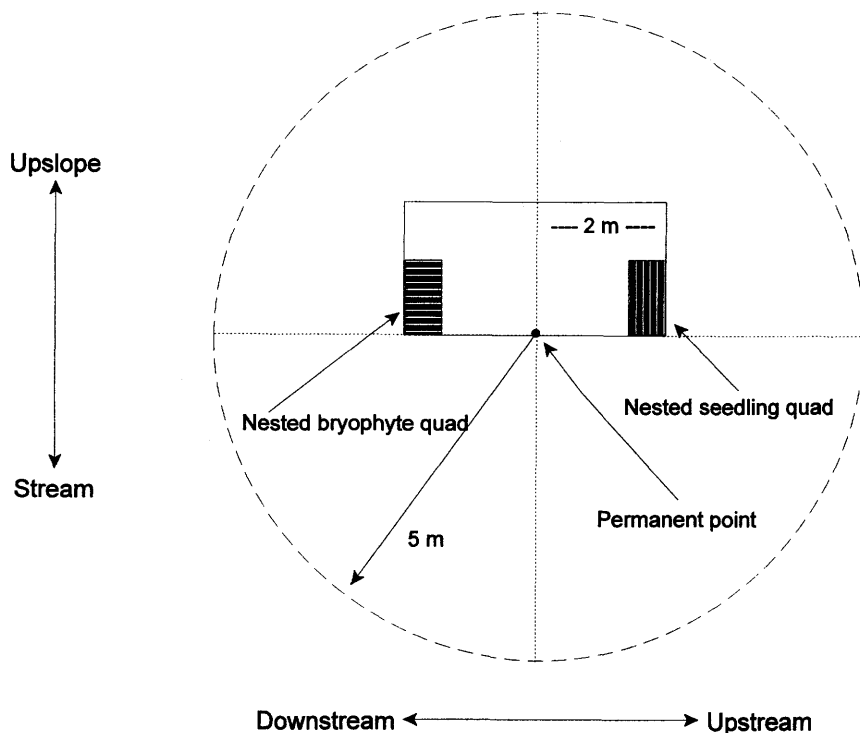 Upslope
---- 2 m ----
Nested bryophyte quad
Nested seedling quad
Stream
Permanent point
5 m
Downstream
Upstream